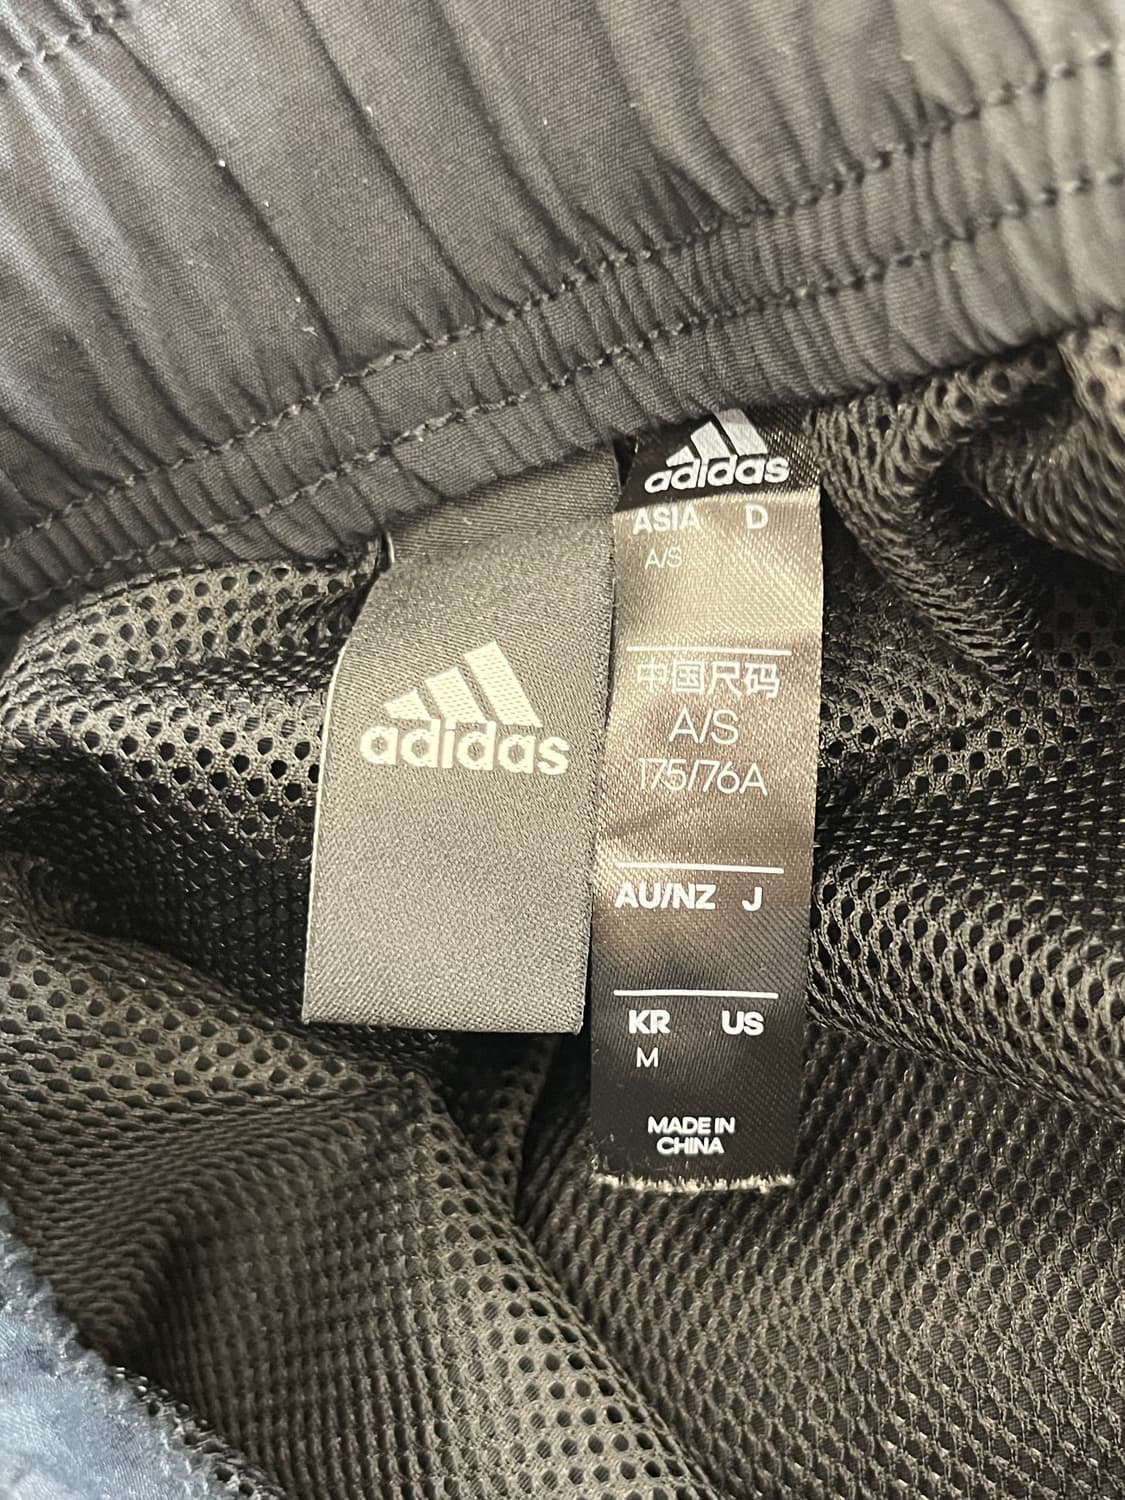 adidas
adidas
ASIA D
A/S
中国尺码
A/S
175/76A
AU/NZ J
KR US
M
MADE IN
CHINA